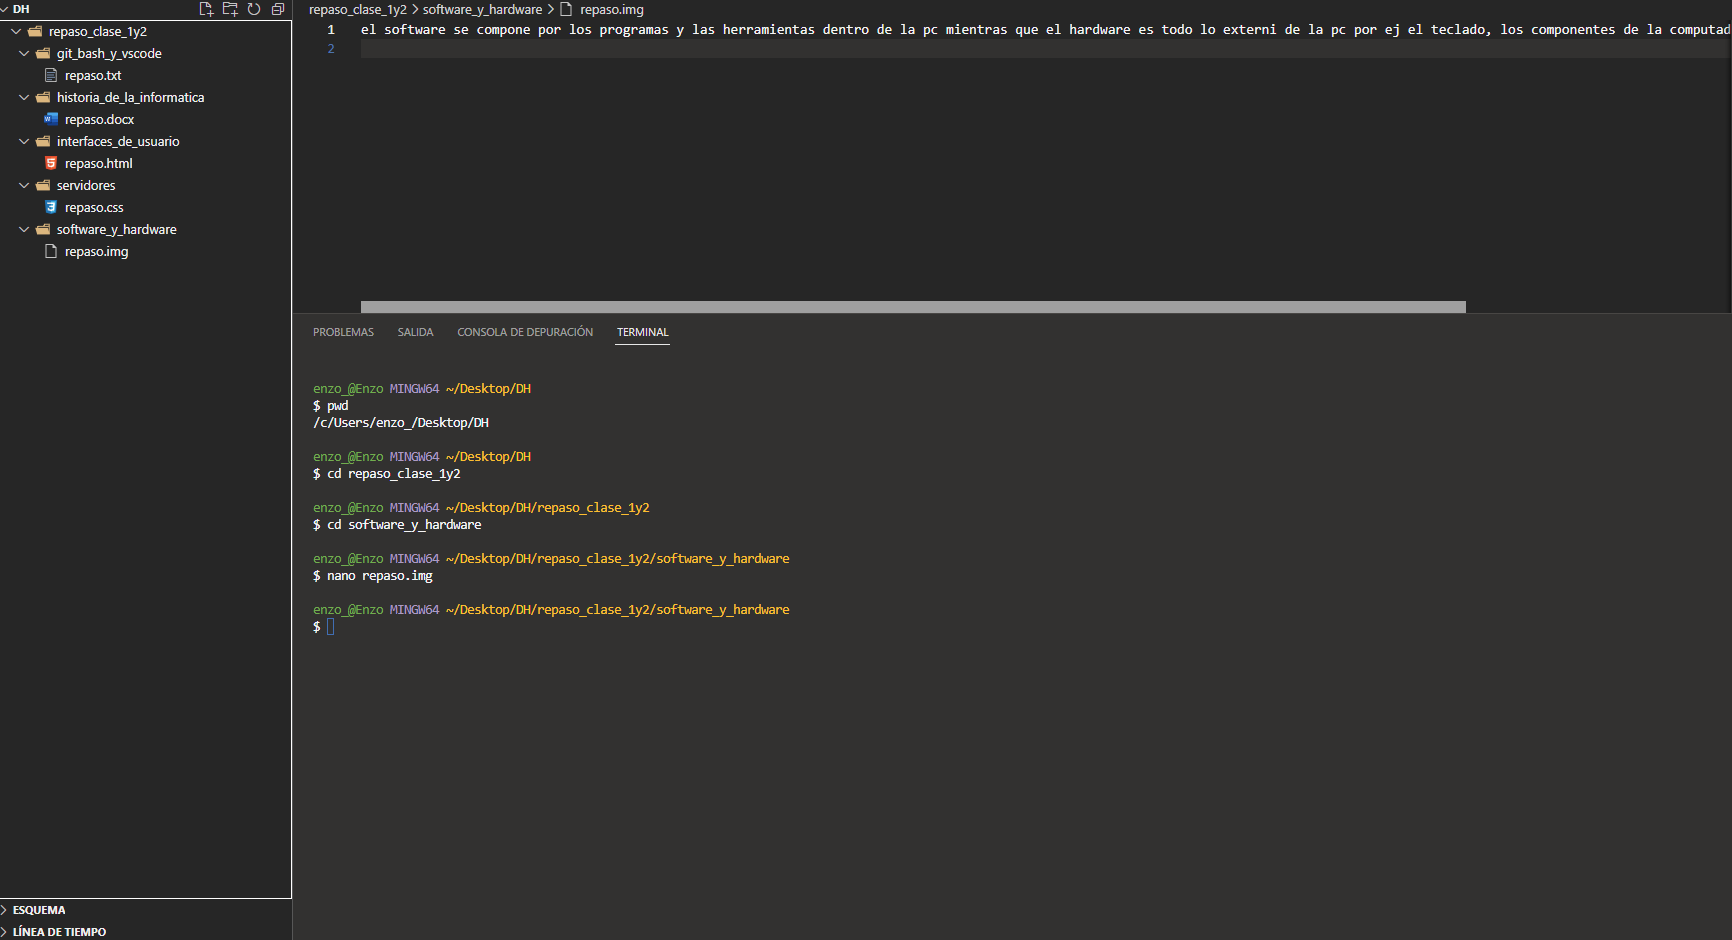 DH
repaso_clase_1y2
git_bash_y_vscode
repaso.txt
historia_de_la_informatica
repaso.docx
interfaces_de_usuario
repaso.html
servidores
repaso.css
software_y_hardware
repaso.img
ESQUEMA
LÍNEA DE TIEMPO
repaso_clase_1y2 > software_y_hardware > repaso.img
1 el software se compone por los programas y las herramientas dentro de la pc mientras que el hardware es todo lo externi de la pc por ej el teclado, los componentes de la computad
2
PROBLEMAS SALIDA CONSOLA DE DEPURACIÓN TERMINAL
enzo_@Enzo MINGW64 ~/Desktop/DH
$ pwd
/c/Users/enzo_/Desktop/DH
enzo_@Enzo MINGW64 ~/Desktop/DH
$ cd repaso_clase_1y2
enzo_@Enzo MINGW64 ~/Desktop/DH/repaso_clase_1y2
$ cd software_y_hardware
enzo_@Enzo MINGW64 ~/Desktop/DH/repaso_clase_1y2/software_y_hardware
$ nano repaso.img
enzo_@Enzo MINGW64 ~/Desktop/DH/repaso_clase_1y2/software_y_hardware
$